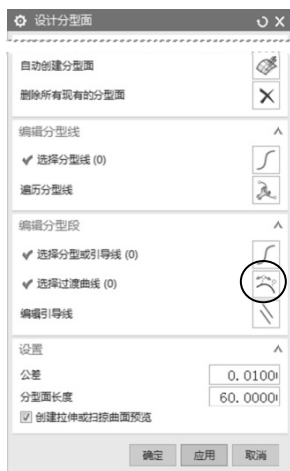 设计分型面
自动创建分型面
删除所有现有的分型面
编辑分型线
选择分型线 (0)
遍历分型线
编辑分型段
选择分型或引导线 (0)
选择过渡曲线 (0)
编辑引导线
设置
公差 0.0100
分型面长度 60.0000
创建拉伸或扫掠曲面预览
确定 应用 取消